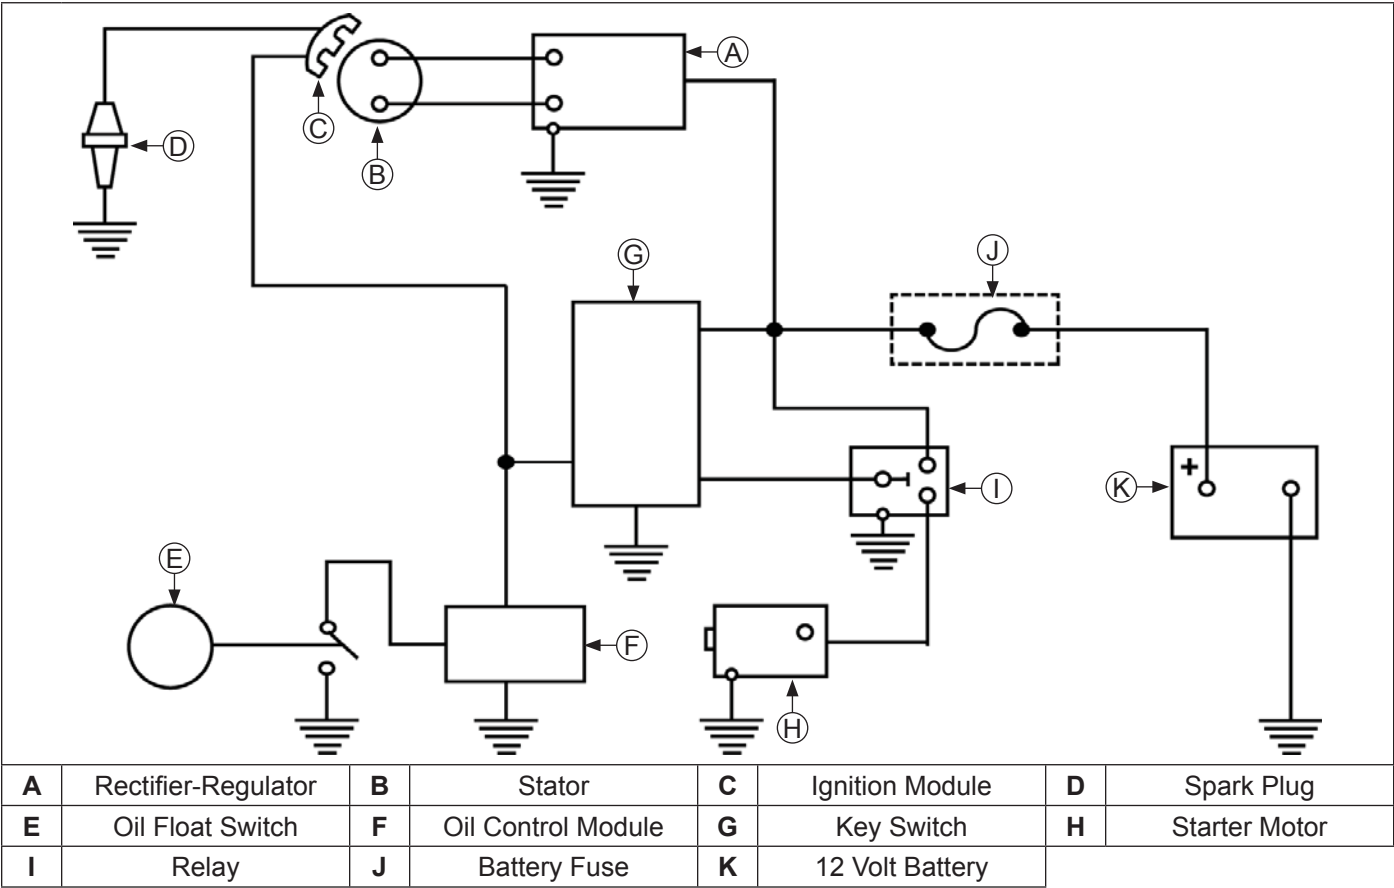 A
C
D
B
G
J
+
K
I
E
F
H
A Rectifier-Regulator B Stator C Ignition Module D Spark Plug
E Oil Float Switch F Oil Control Module G Key Switch H Starter Motor
I Relay J Battery Fuse K 12 Volt Battery